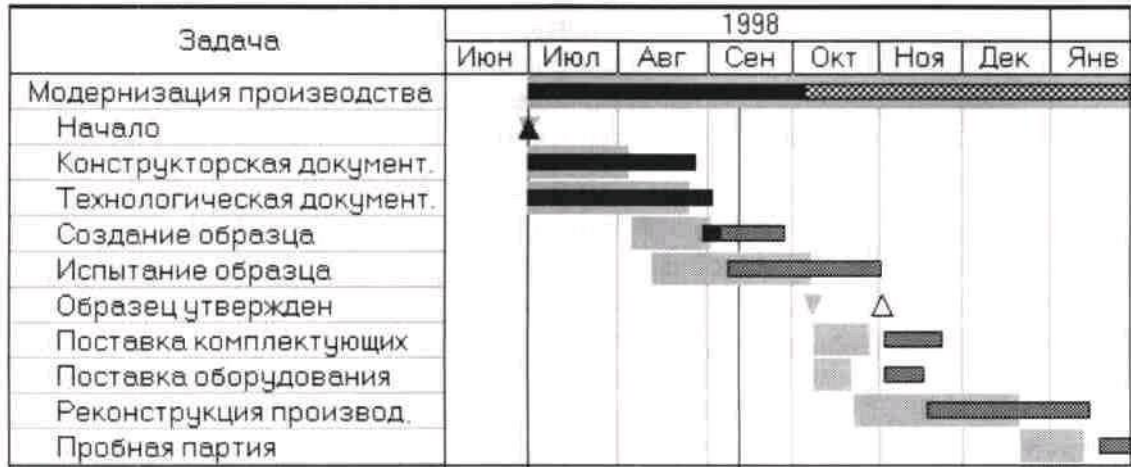 Задача
1998
Июн Июл Авг Сен Окт Ноя Дек Янв
Модернизация производства
Начало
Конструкторская документ.
Технологическая документ.
Создание образца
Испытание образца
Образец утвержден
Поставка комплектующих
Поставка оборудования
Реконструкция производ.
Пробная партия